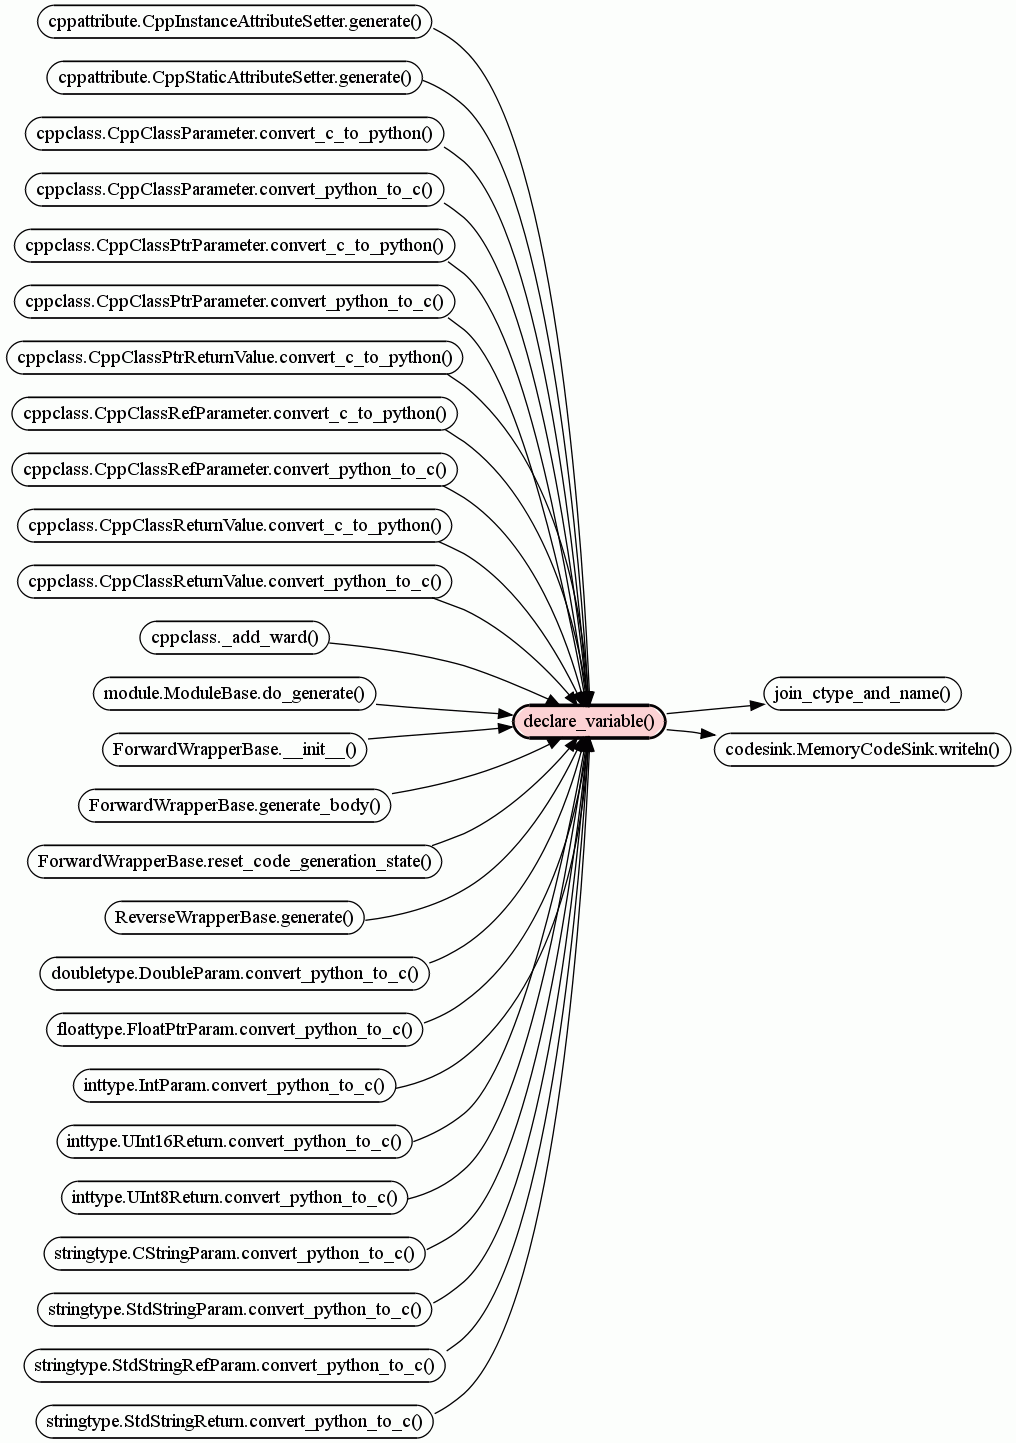 cppattribute.CppInstanceAttributeSetter.generate()
cppattribute.CppStaticAttributeSetter.generate()
cppclass.CppClassParameter.convert_c_to_python()
cppclass.CppClassParameter.convert_python_to_c()
cppclass.CppClassPtrParameter.convert_c_to_python()
cppclass.CppClassPtrParameter.convert_python_to_c()
cppclass.CppClassPtrReturnValue.convert_c_to_python()
cppclass.CppClassRefParameter.convert_c_to_python()
cppclass.CppClassRefParameter.convert_python_to_c()
cppclass.CppClassReturnValue.convert_c_to_python()
cppclass.CppClassReturnValue.convert_python_to_c()
cppclass._add_ward()
module.ModuleBase.do_generate()
ForwardWrapperBase.__init__()
ForwardWrapperBase.generate_body()
ForwardWrapperBase.reset_code_generation_state()
ReverseWrapperBase.generate()
doubletype.DoubleParam.convert_python_to_c()
floattype.FloatPtrParam.convert_python_to_c()
inttype.IntParam.convert_python_to_c()
inttype.UInt16Return.convert_python_to_c()
inttype.UInt8Return.convert_python_to_c()
stringtype.CStringParam.convert_python_to_c()
stringtype.StdStringParam.convert_python_to_c()
stringtype.StdStringRefParam.convert_python_to_c()
stringtype.StdStringReturn.convert_python_to_c()
declare_variable()
join_ctype_and_name()
codesink.MemoryCodeSink.writeln()